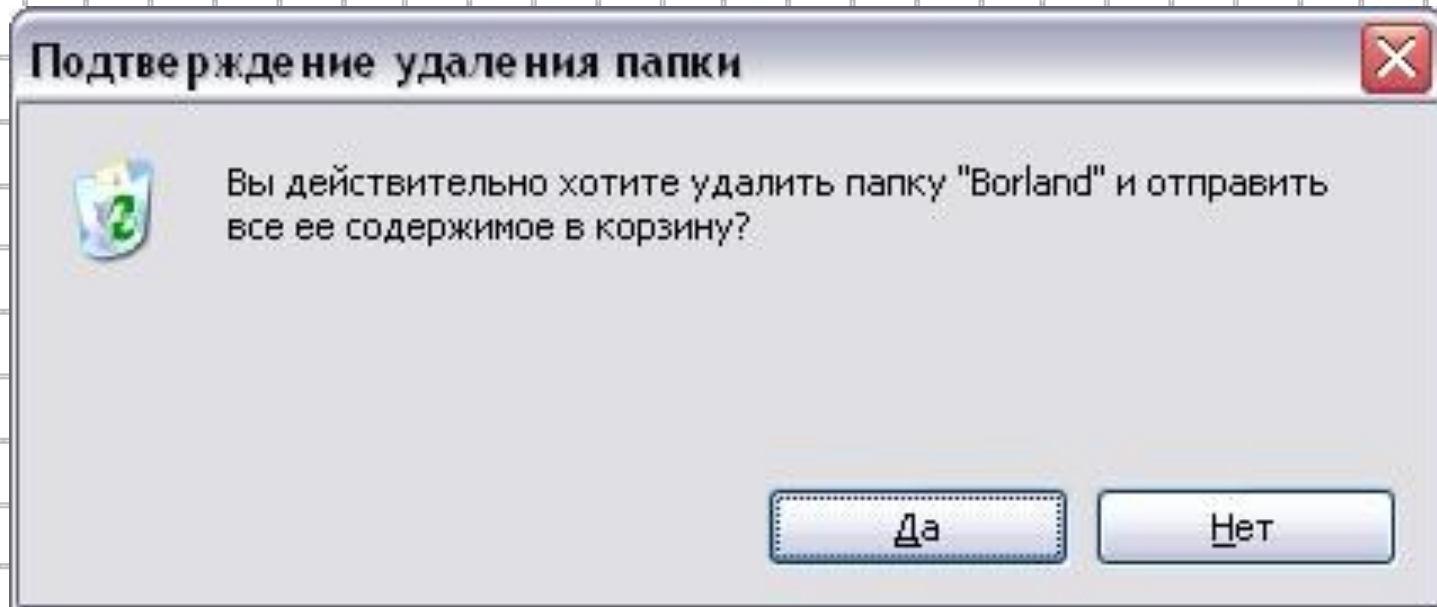 Подтверждение удаления папки
Вы действительно хотите удалить папку "Borland" и отправить
все ее содержимое в корзину?
Да
Нет